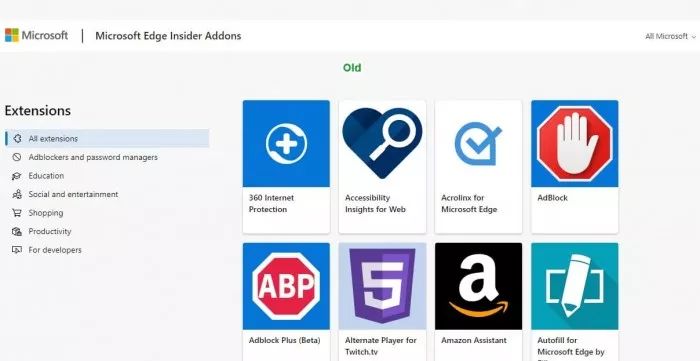 Microsoft | Microsoft Edge Insider Addons
All Microsoft
Old
Extensions
All extensions
Adblockers and password managers
Education
Social and entertainment
Shopping
Productivity
For developers
360 Internet
Protection
Accessibility
Insights for Web
Acrolinx for
Microsoft Edge
AdBlock
ABP
Adblock Plus (Beta)
5
Alternate Player for
Twitch.tv
a
Amazon Assistant
Autofill for
Microsoft Edge by